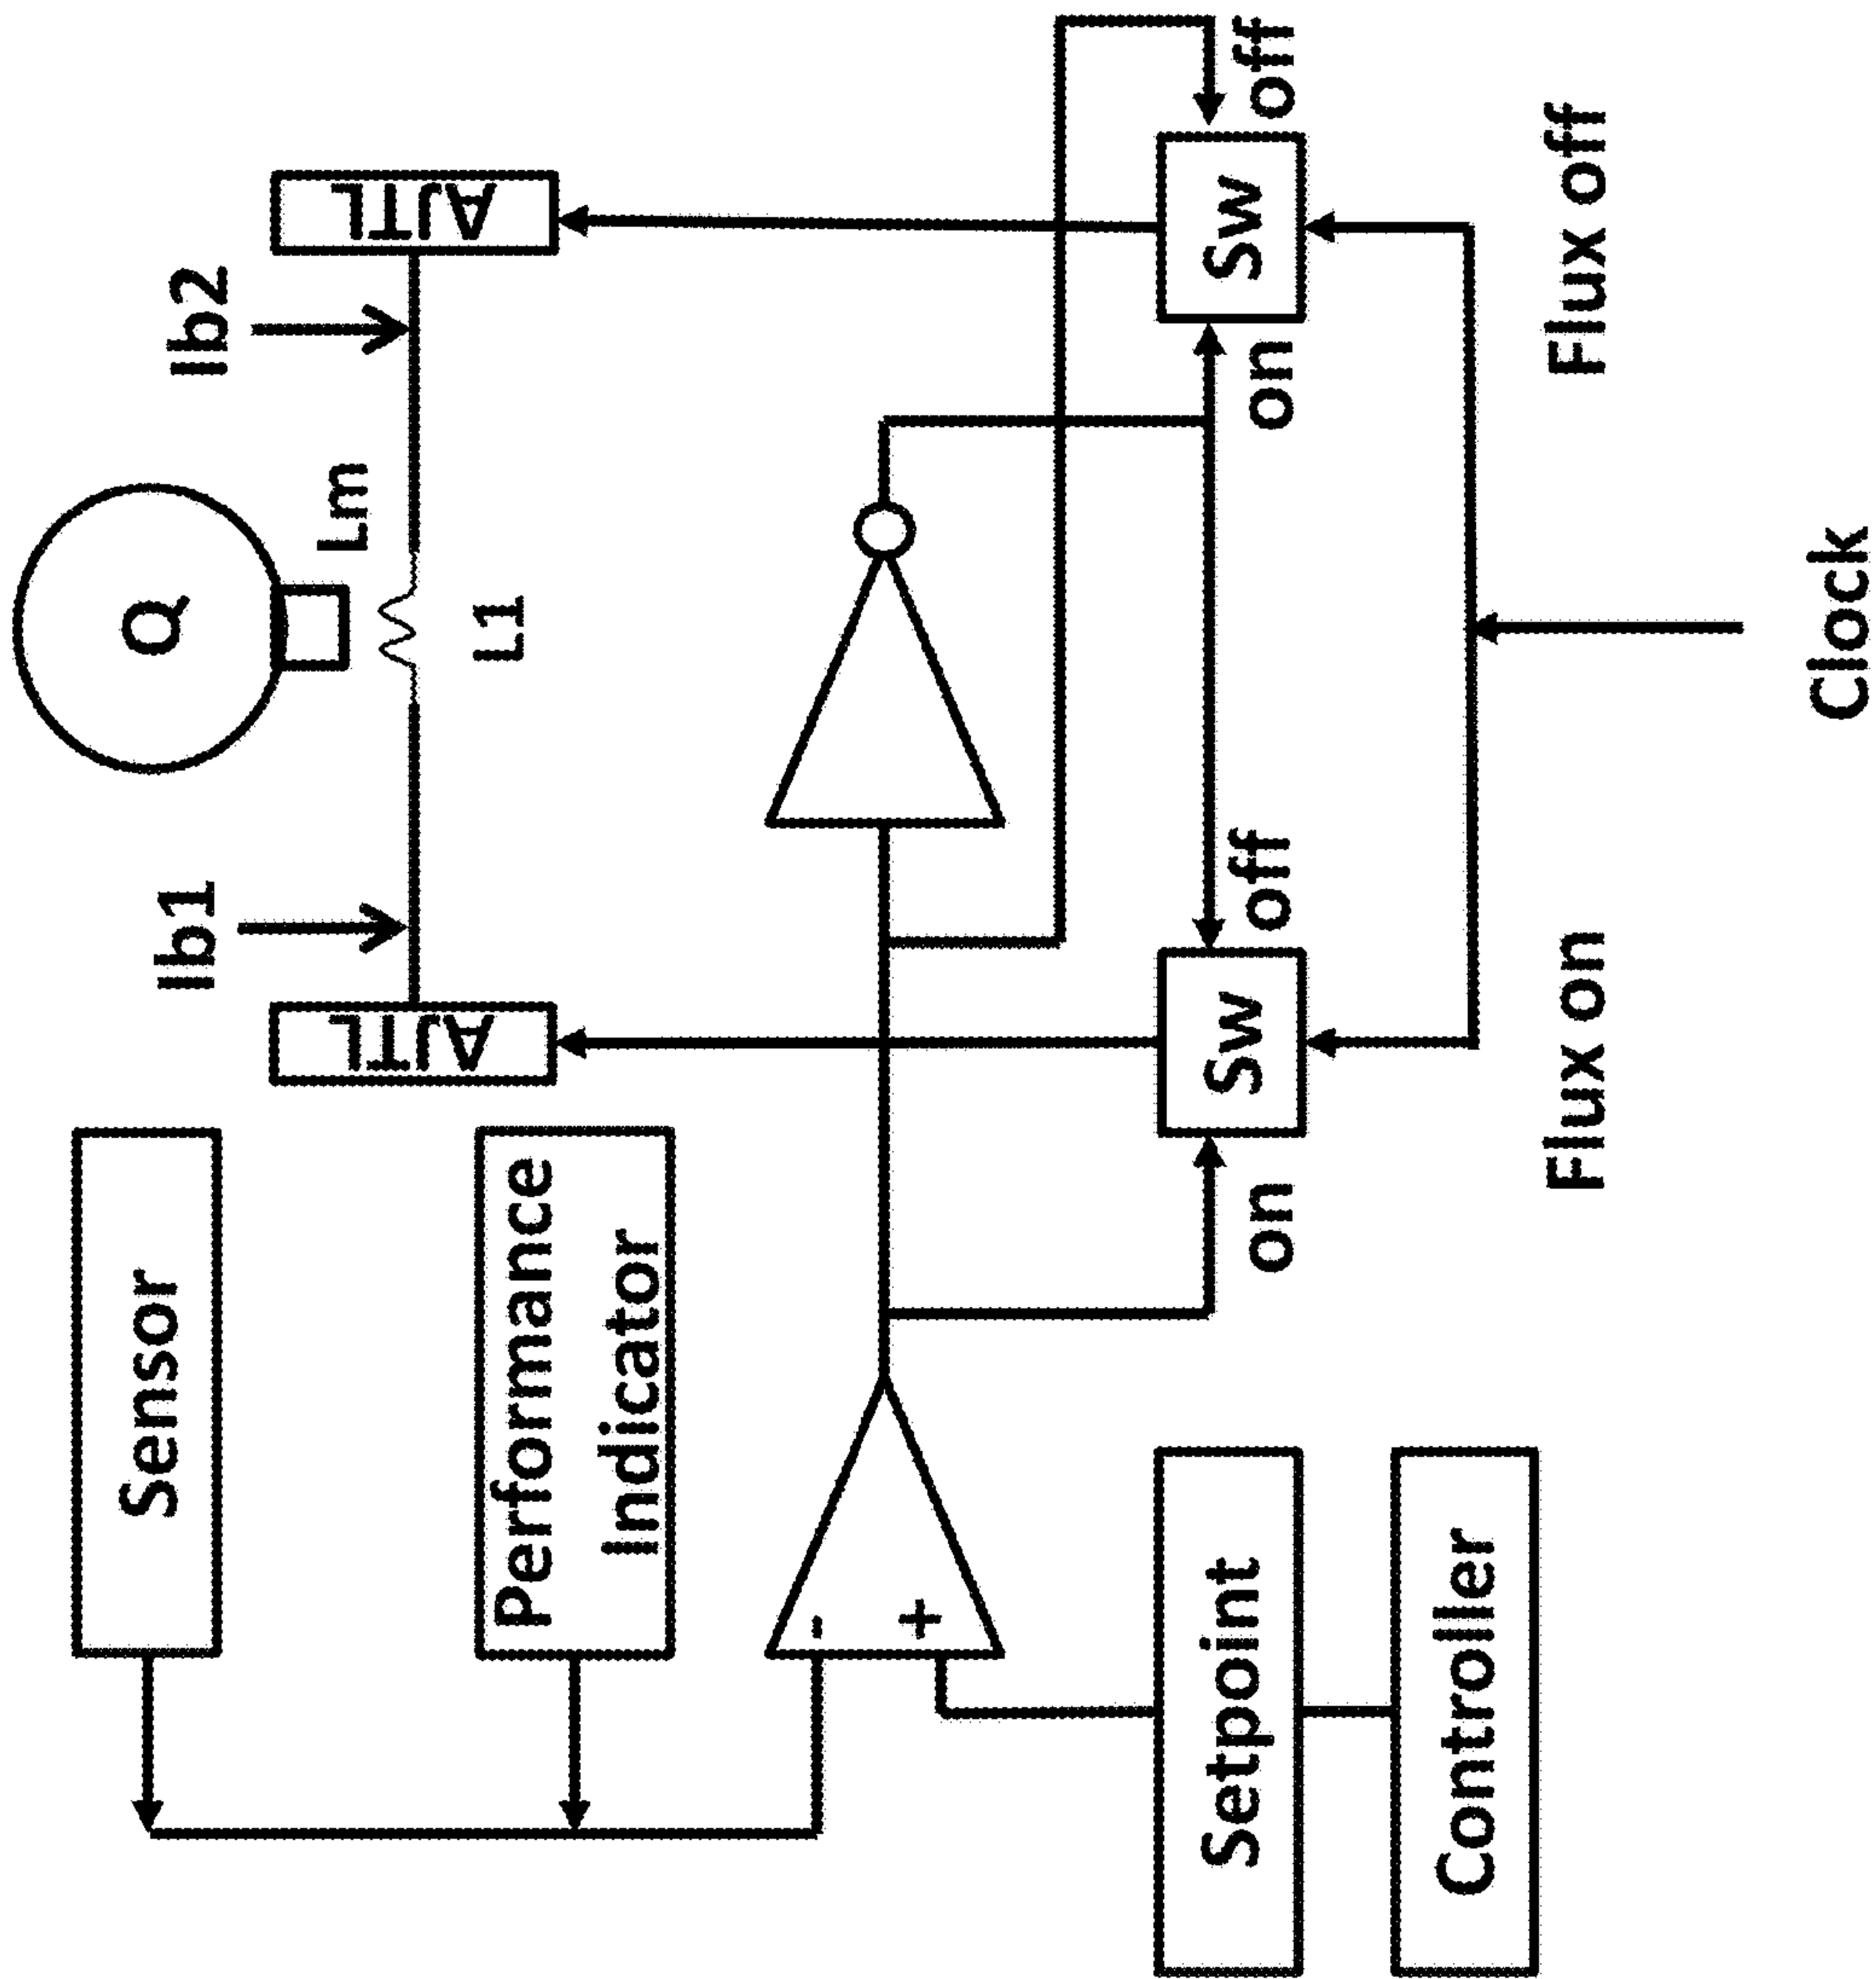 Sensor
Performance
Indicator
-
+
Setpoint
Controller
Ib1
AJTL
Q
Lm
L1
Ib2
AJTL
on
Sw
off
on
Sw
off
Flux on
Flux off
Clock